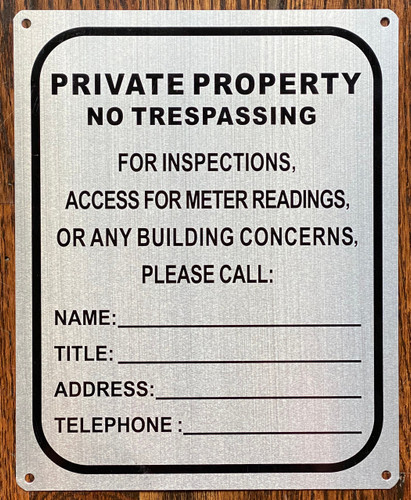 PRIVATE PROPERTY
NO TRESPASSING
FOR INSPECTIONS,
ACCESS FOR METER READINGS,
OR ANY BUILDING CONCERNS,
PLEASE CALL:
NAME:
TITLE:
ADDRESS:
TELEPHONE :